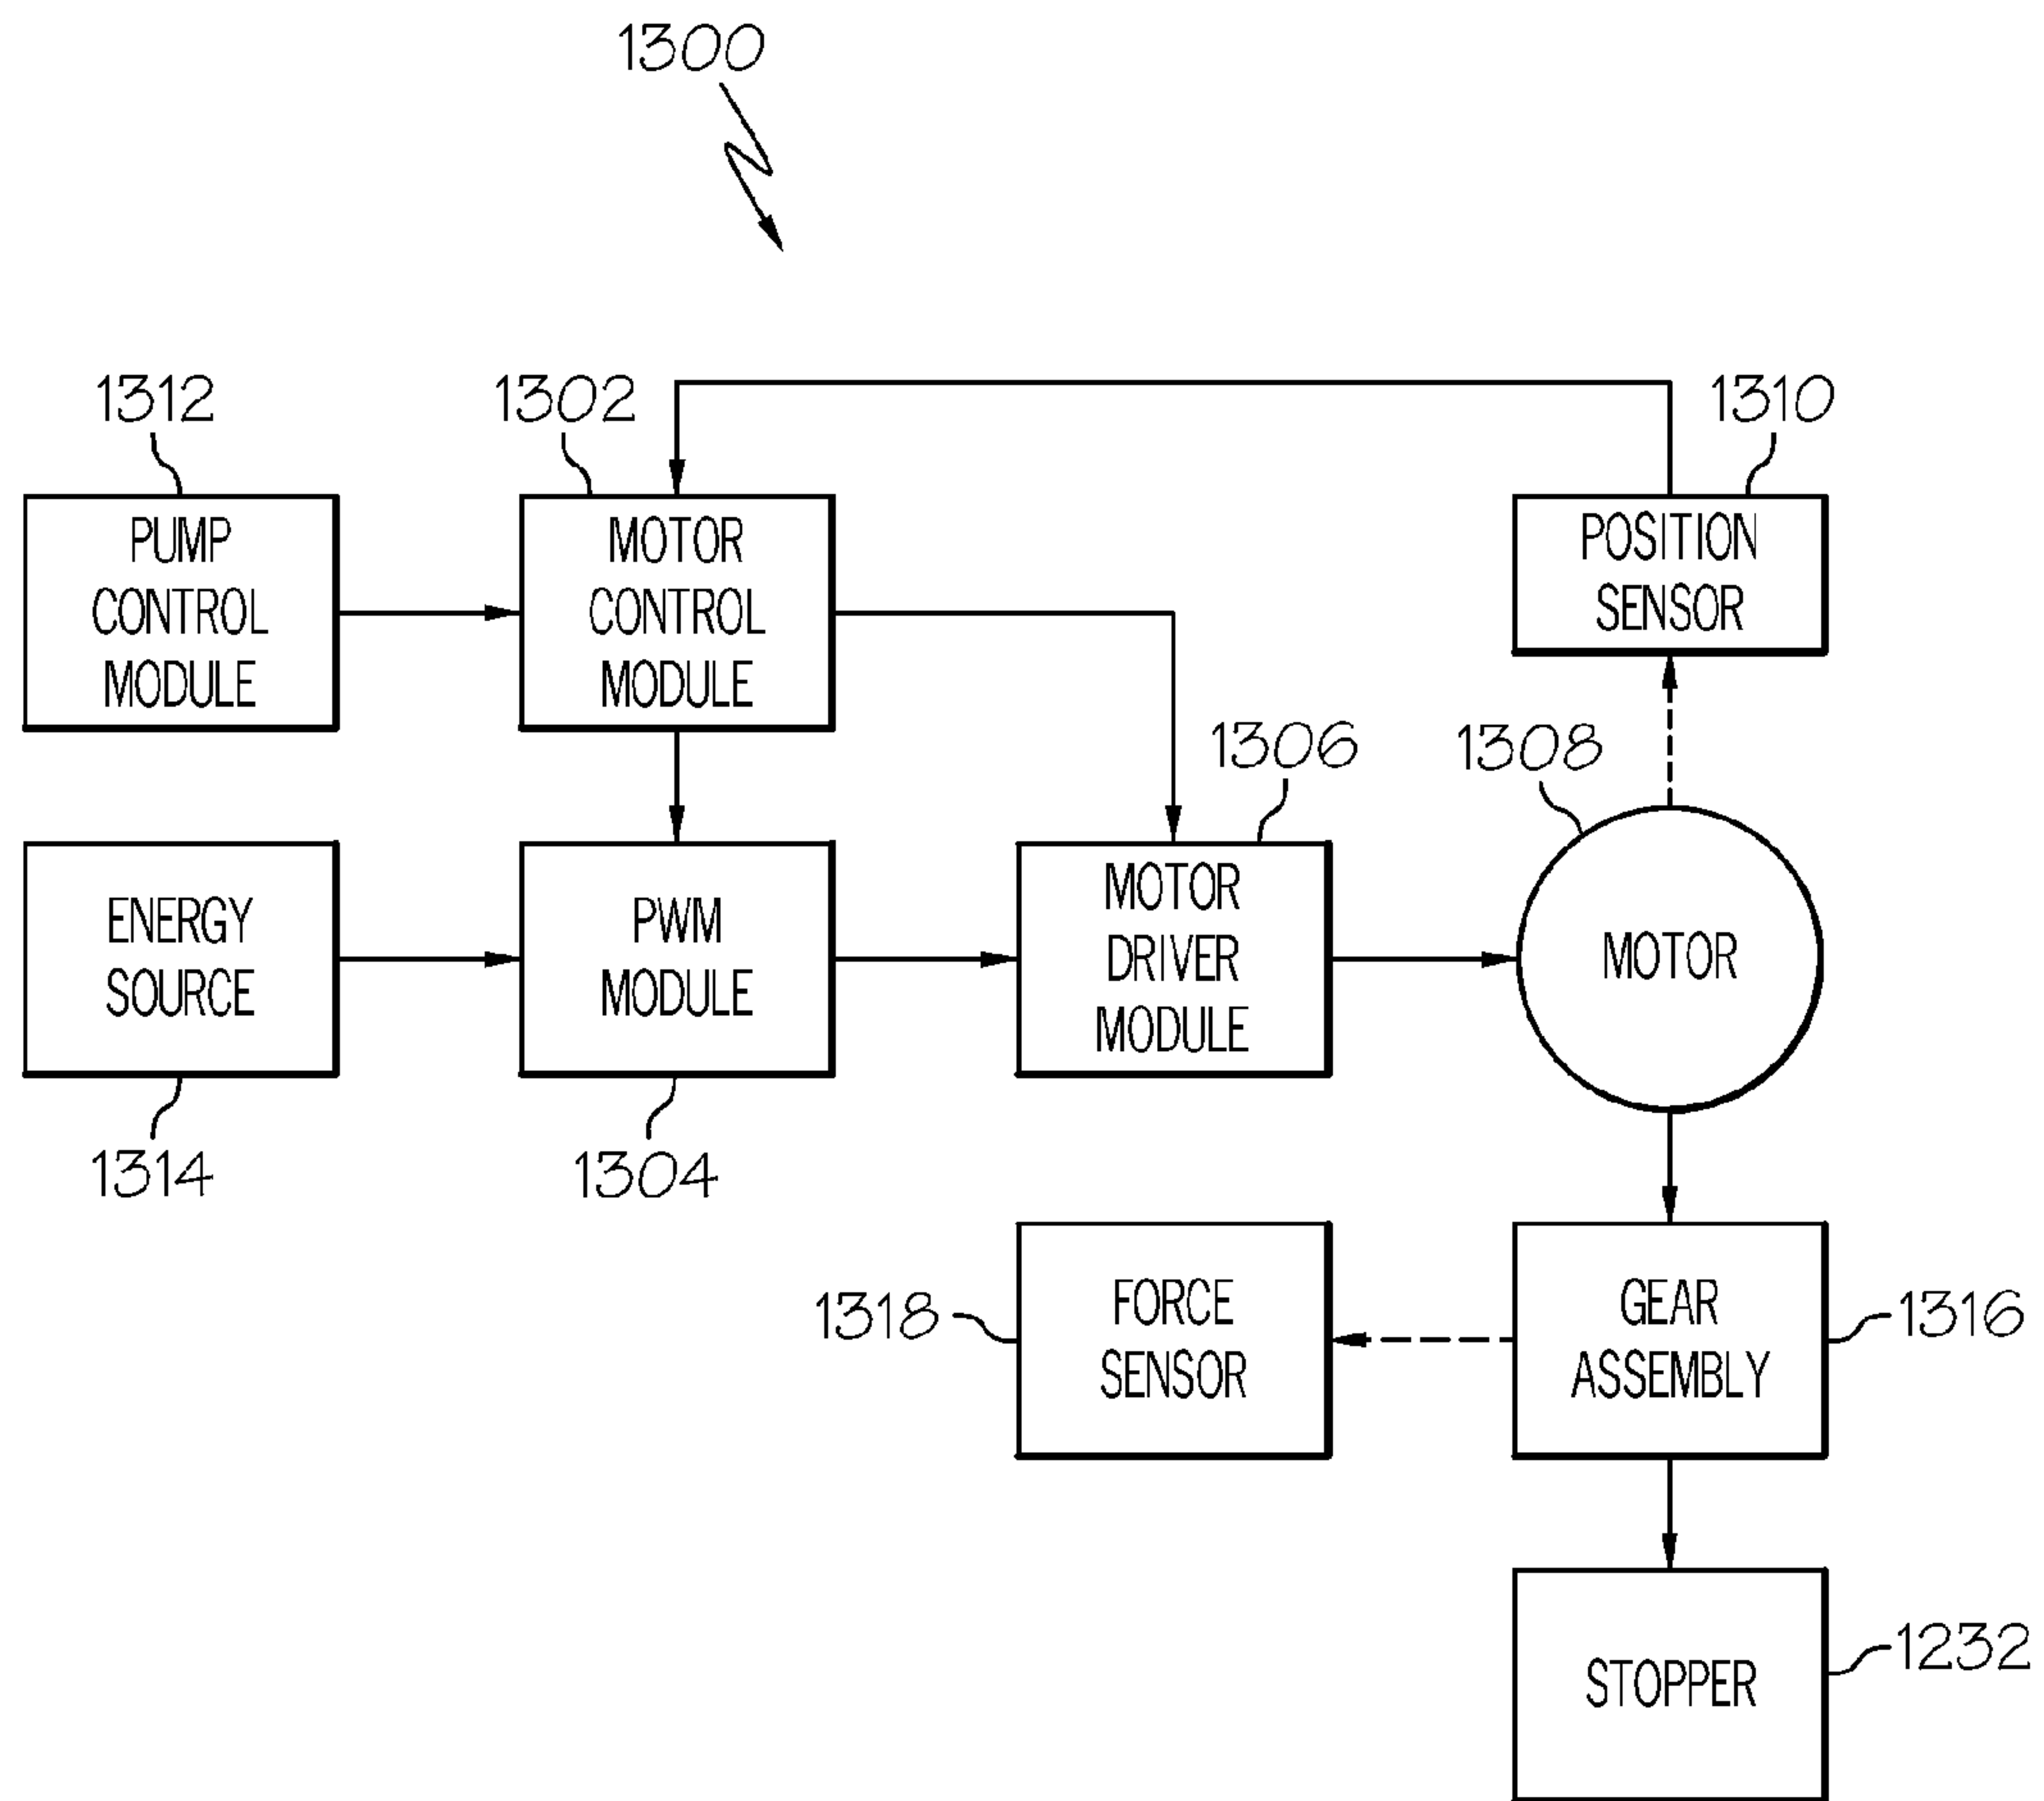 1300
1312
1302
1310
PUMP
CONTROL
MODULE
MOTOR
CONTROL
MODULE
POSITION
SENSOR
1306
1308
ENERGY
SOURCE
PWM
MODULE
MOTOR
DRIVER
MODULE
MOTOR
1314
1304
1318
FORCE
SENSOR
GEAR
ASSEMBLY
1316
STOPPER
1232